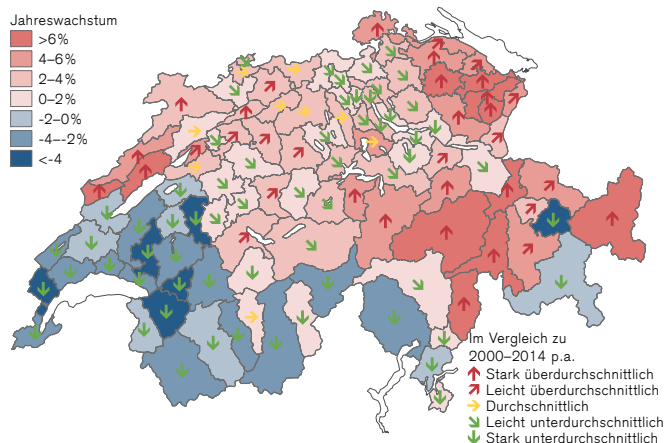 Jahreswachstum
>6%
4–6%
2–4%
0–2%
-2–0%
-4–-2%
<-4
Im Vergleich zu
2000–2014 p.a.
Stark überdurchschnittlich
Leicht überdurchschnittlich
Durchschnittlich
Leicht unterdurchschnittlich
Stark unterdurchschnittlich